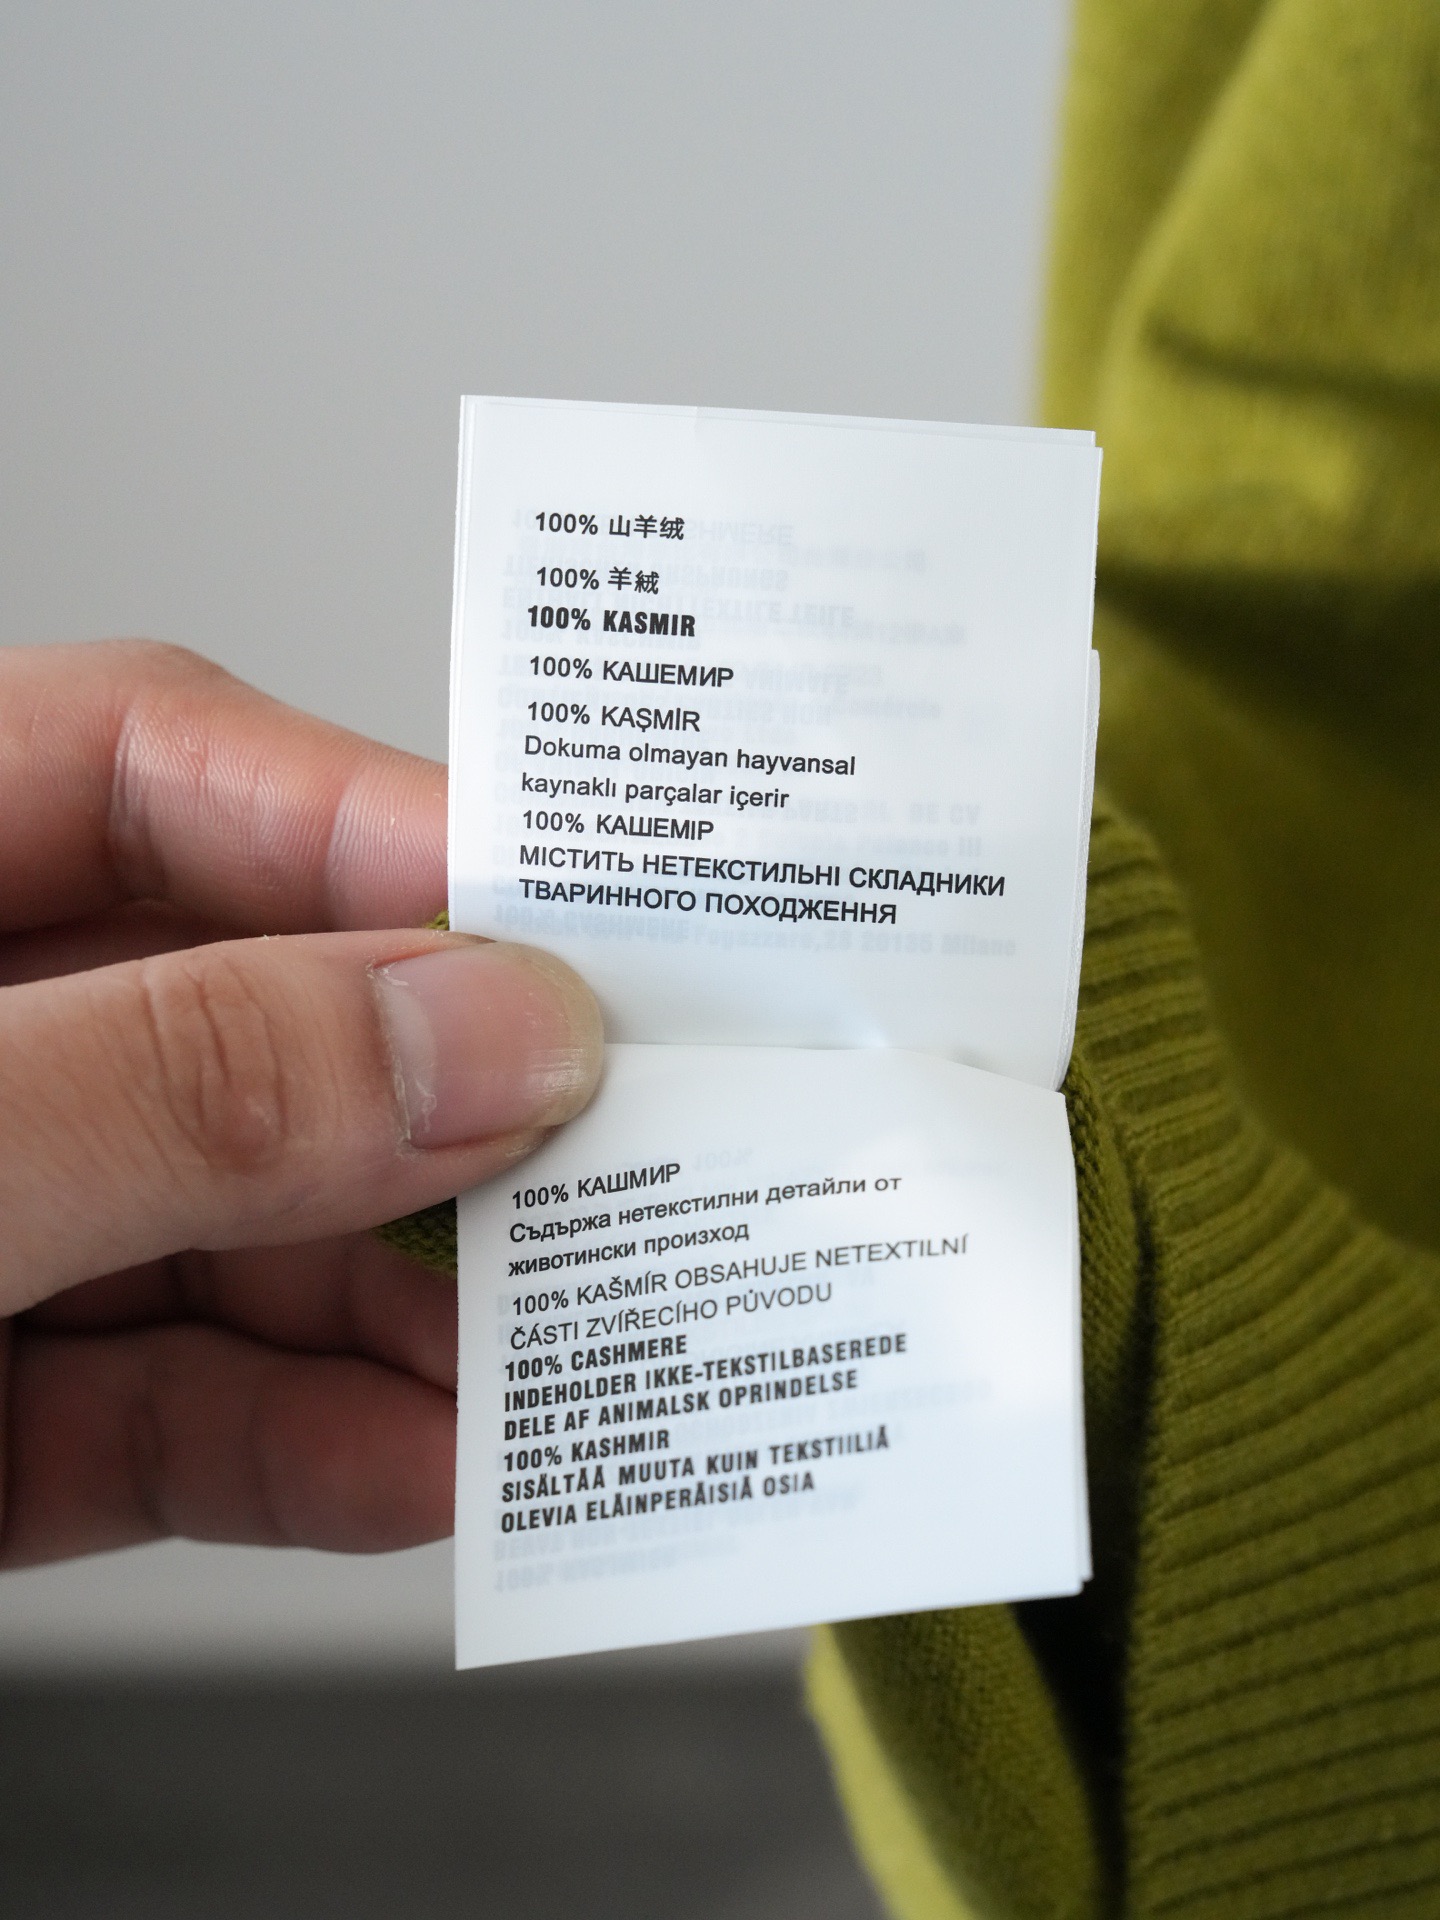 100% 山羊绒
100% 羊絨
100% KASMIR
100% КАШЕМИР
100% KAŞMİR
Dokuma olmayan hayvansal
kaynaklı parçalar içerir
100% КАШЕМІР
МІСТИТЬ НЕТЕКСТИЛЬНІ СКЛАДНИКИ
ТВАРИННОГО ПОХОДЖЕННЯ
100% КАШМИР
Съдържа нетекстилни детайли от
животински произход
100% KAŠMÍR OBSAHUJE NETEXTILNÍ
ČÁSTI ZVÍŘECÍHO PŮVODU
100% CASHMERE
INDEHOLDER IKKE-TEKSTILBASEREDE
DELE AF ANIMALSK OPRINDELSE
100% KASHMIR
SISÄLTÄÄ MUUTA KUIN TEKSTIILIÄ
OLEVIA ELÄINPERÄISIÄ OSIA